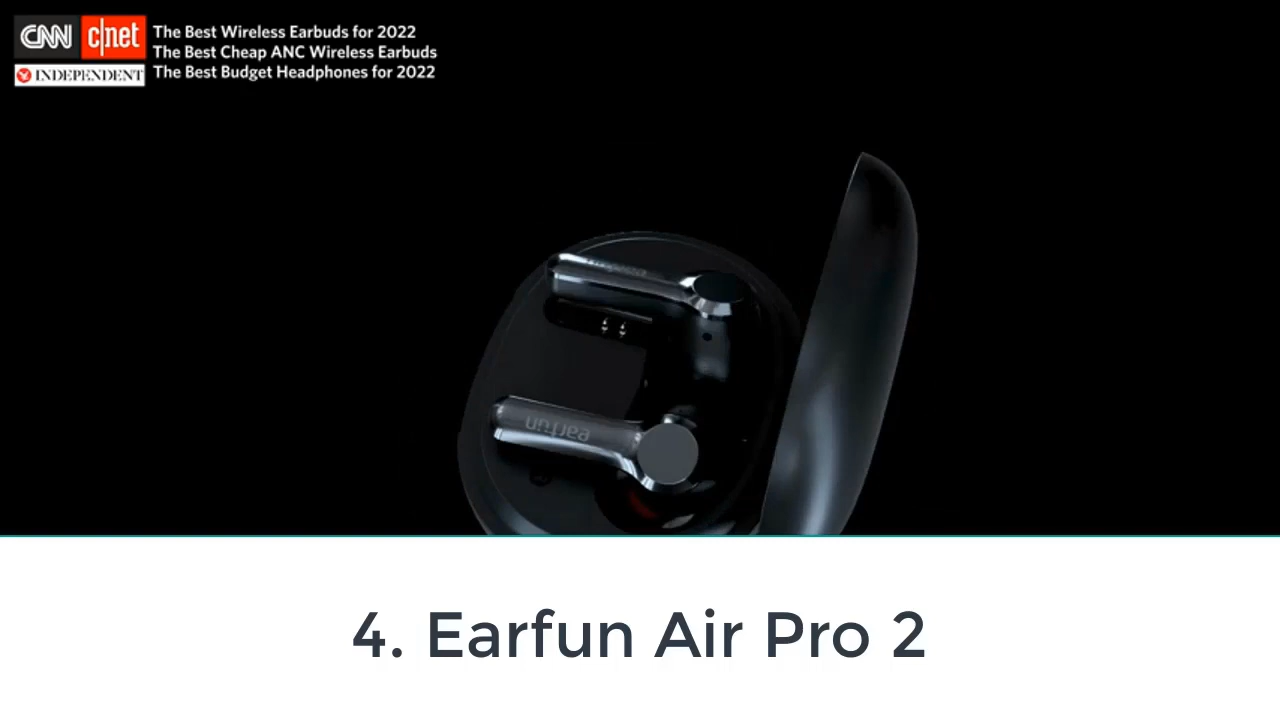 CNN c|net The Best Wireless Earbuds for 2022
The Best Cheap ANC Wireless Earbuds
INDEPENDENT The Best Budget Headphones for 2022
earfun
4. Earfun Air Pro 2